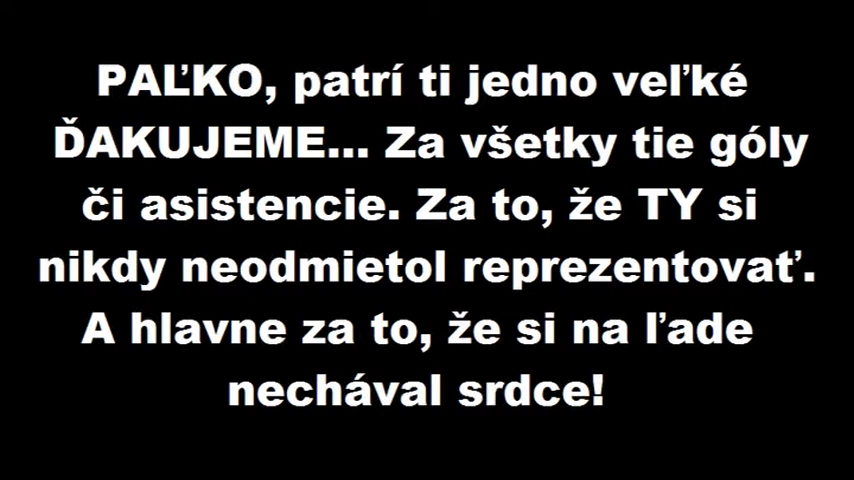 PAĽKO, patrí ti jedno veľké
ĎAKUJEME... Za všetky tie góly
či asistencie. Za to, že TY si
nikdy neodmietol reprezentovať.
A hlavne za to, že si na ľade
nechával srdce!